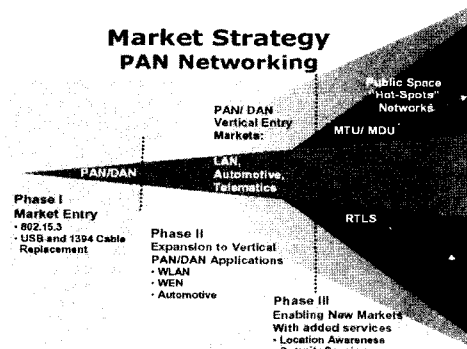 Market Strategy
PAN Networking
Public Space
"Hot-Spots"
Networks
PAN/ DAN
Vertical Entry
Markets:
MTU/ MDU
LAN,
Automotive,
Telematics
PAN/DAN
RTLS
Phase I
Market Entry
• 802.15.3
• USB and 1394 Cable
Replacement
Phase II
Expansion to Vertical
PAN/DAN Applications
• WLAN
• WEN
• Automotive
Phase III
Enabling New Markets
With added services
• Location Awareness